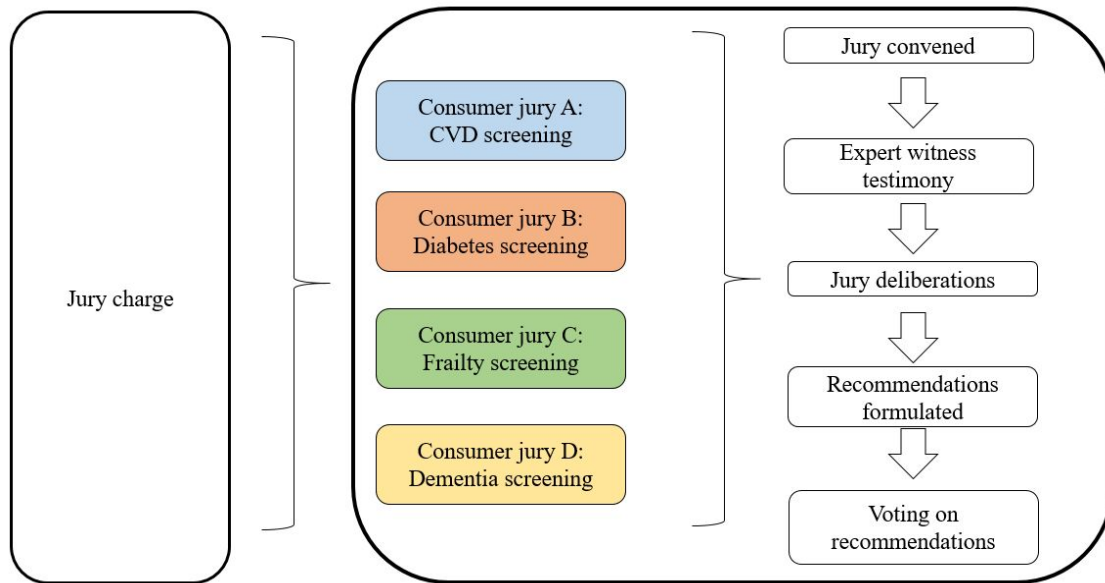 Jury charge
Consumer jury A:
CVD screening
Consumer jury B:
Diabetes screening
Consumer jury C:
Frailty screening
Consumer jury D:
Dementia screening
Jury convened
Expert witness
testimony
Jury deliberations
Recommendations
formulated
Voting on
recommendations